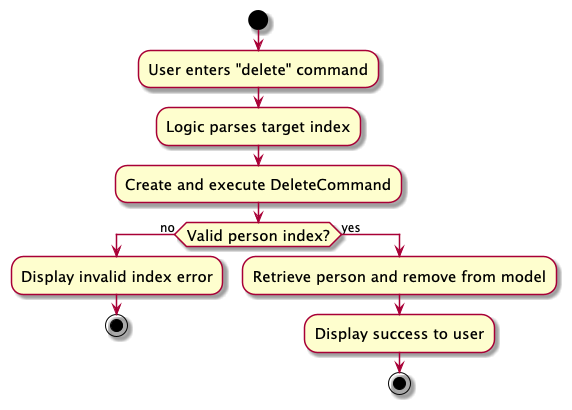 User enters "delete" command
Logic parses target index
Create and execute DeleteCommand
no
Valid person index?
yes
Display invalid index error
Retrieve person and remove from model
Display success to user